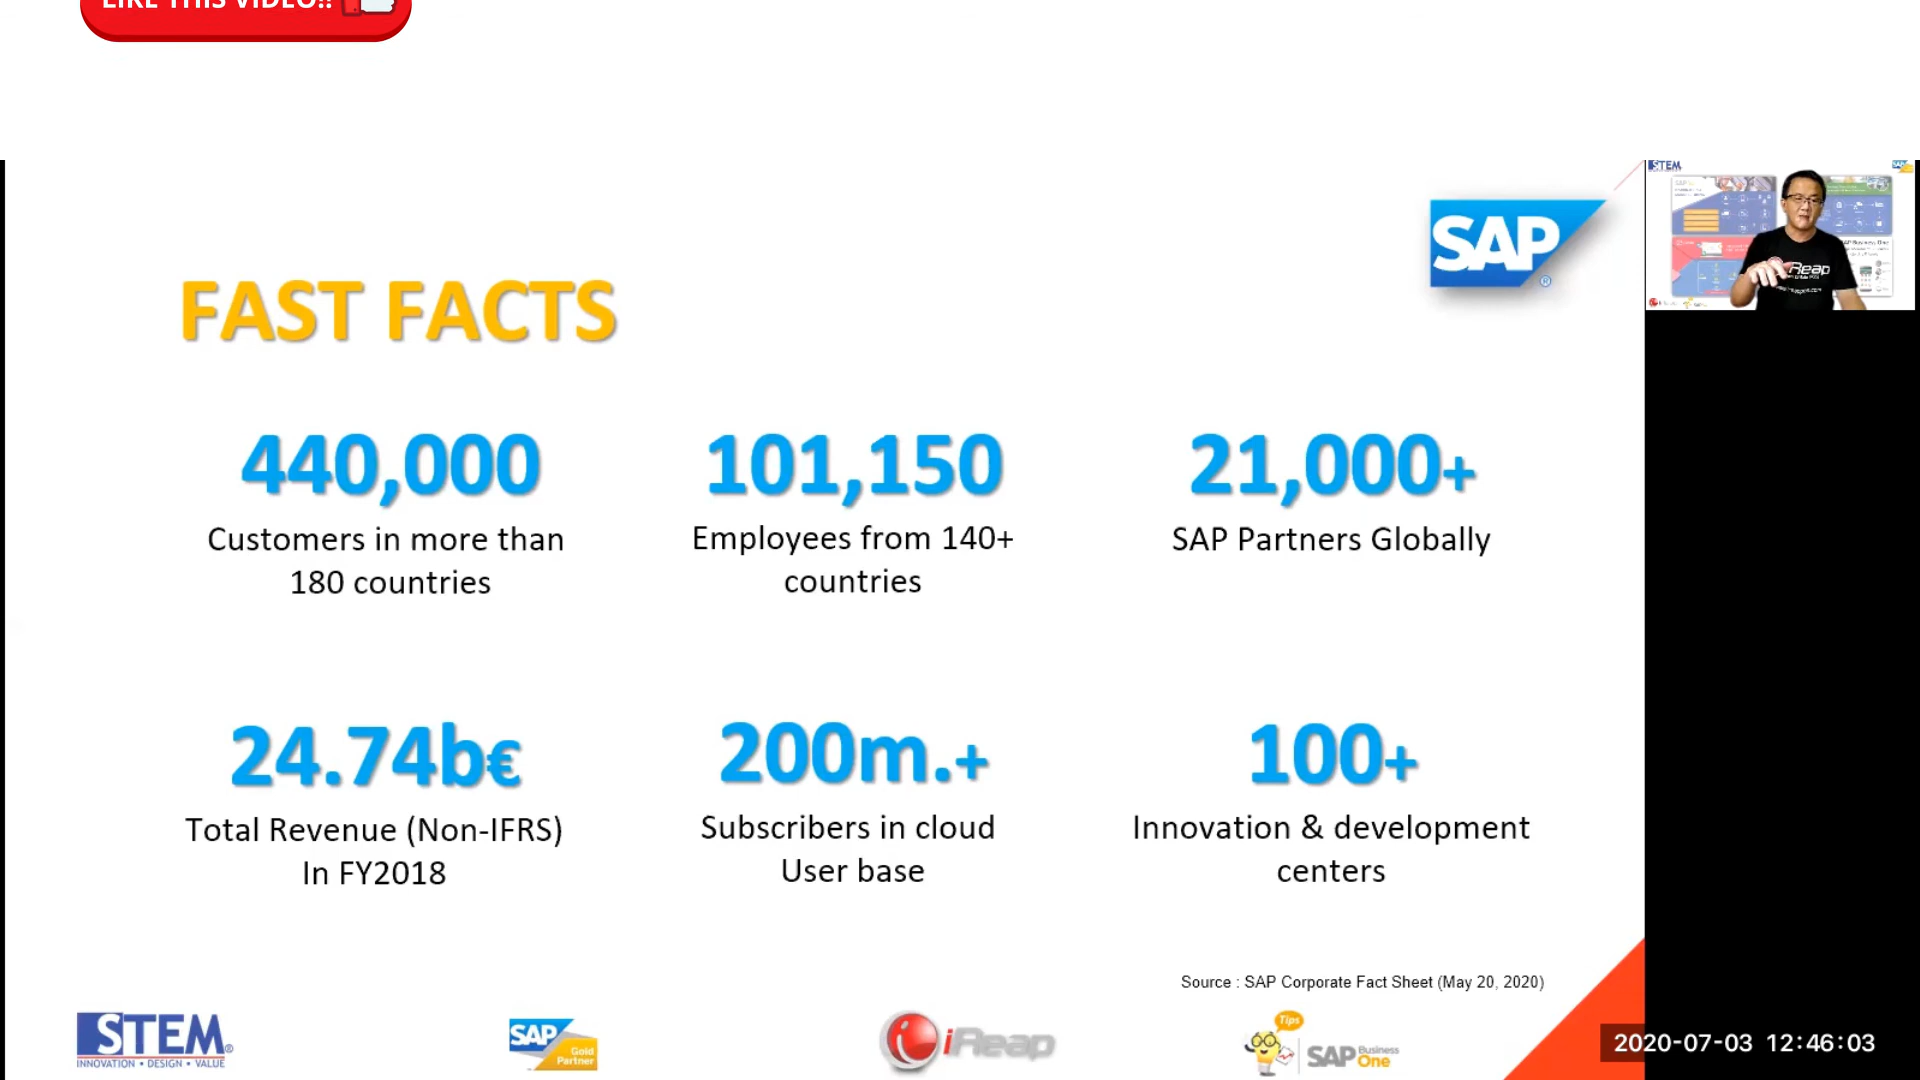 LIKE THIS VIDEO!!
STEM
SAP
FAST FACTS
440,000
Customers in more than
180 countries
101,150
Employees from 140+
countries
21,000+
SAP Partners Globally
24.74b€
Total Revenue (Non-IFRS)
In FY2018
200m.+
Subscribers in cloud
User base
100+
Innovation & development
centers
Source : SAP Corporate Fact Sheet (May 20, 2020)
STEM®
INNOVATION • DESIGN • VALUE
SAP Gold
Partner
iReap
Tips
SAP Business
One
2020-07-03 12:46:03